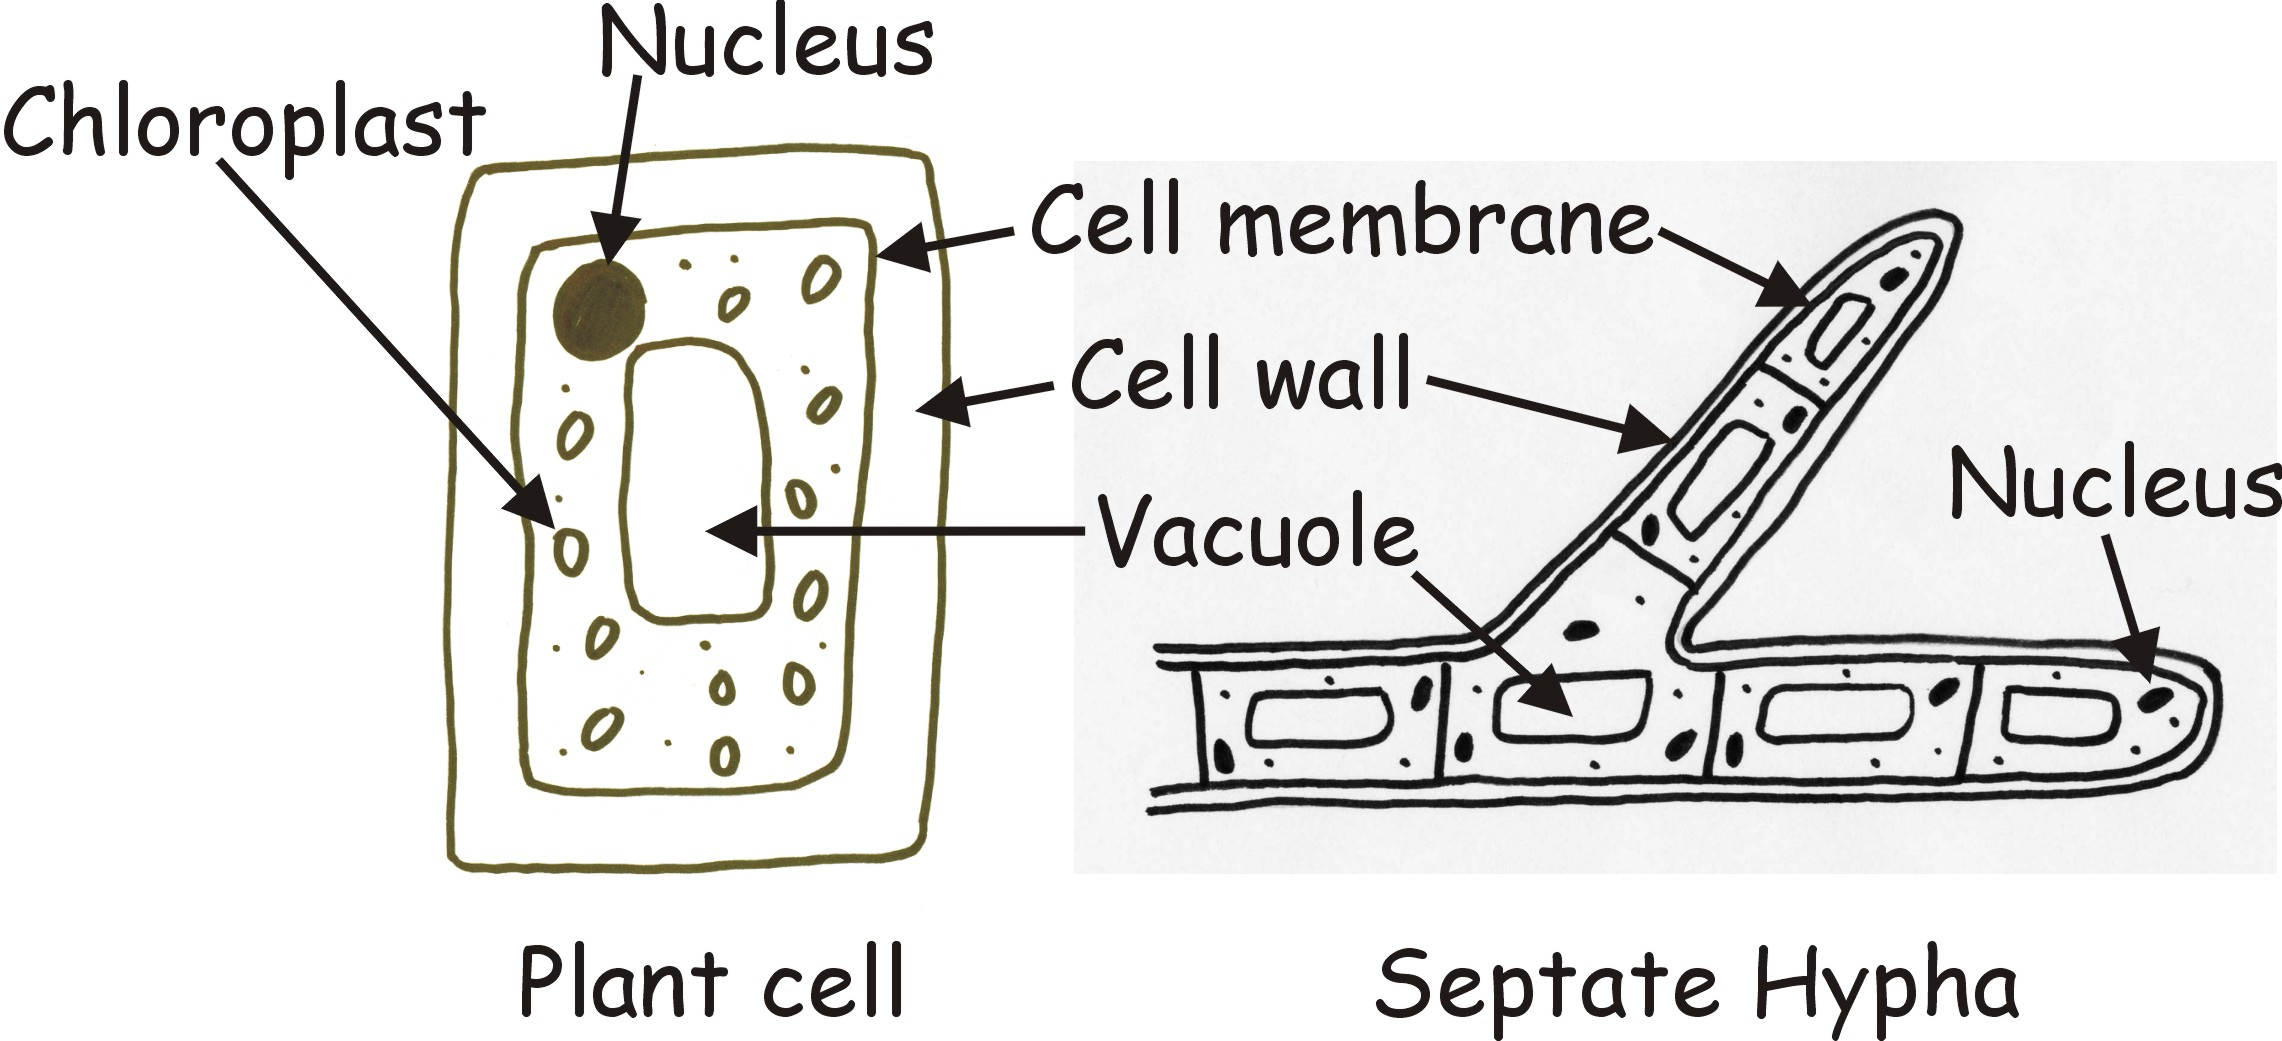 Nucleus
Chloroplast
Cell membrane
Cell wall
Nucleus
Vacuole
Plant cell
Septate Hypha